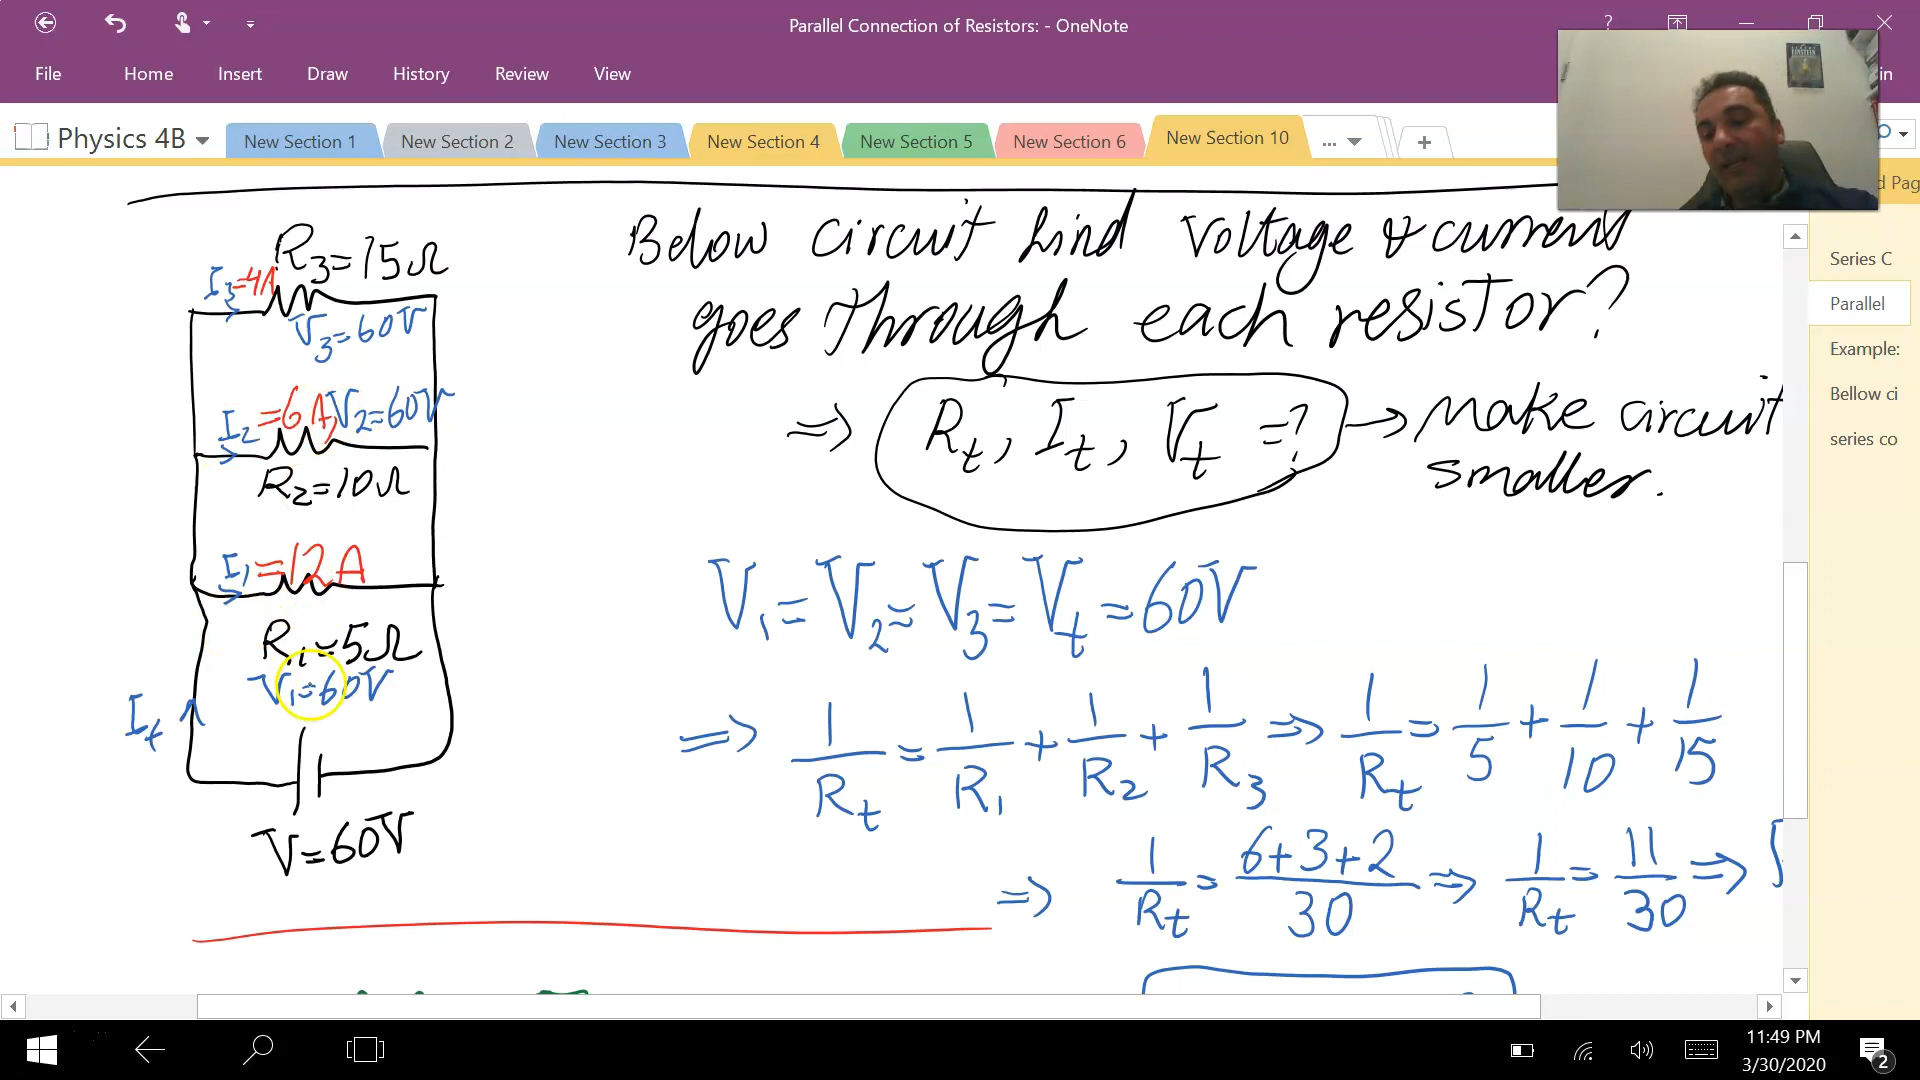 Parallel Connection of Resistors: - OneNote
?
File Home Insert Draw History Review View in
Physics 4B New Section 1 New Section 2 New Section 3 New Section 4 New Section 5 New Section 6 New Section 10 ... +
d Pag
Series C
Parallel
Example:
Bellow ci
series co
Below circuit find Voltage & current
goes through each resistor?
=> Rt, It, Vt =? → Make circuit
smaller.
R3=15Ω
I3=4A
V3=60V
I2=6A, V2=60V
R2=10Ω
I1=12A
R1=5Ω
V1=60V
It
V=60V
V1=V2=V3=Vt=60V
=> 1/Rt = 1/R1 + 1/R2 + 1/R3 => 1/Rt = 1/5 + 1/10 + 1/15
=> 1/Rt = 6+3+2/30 => 1/Rt = 11/30 =>
11:49 PM
3/30/2020
2